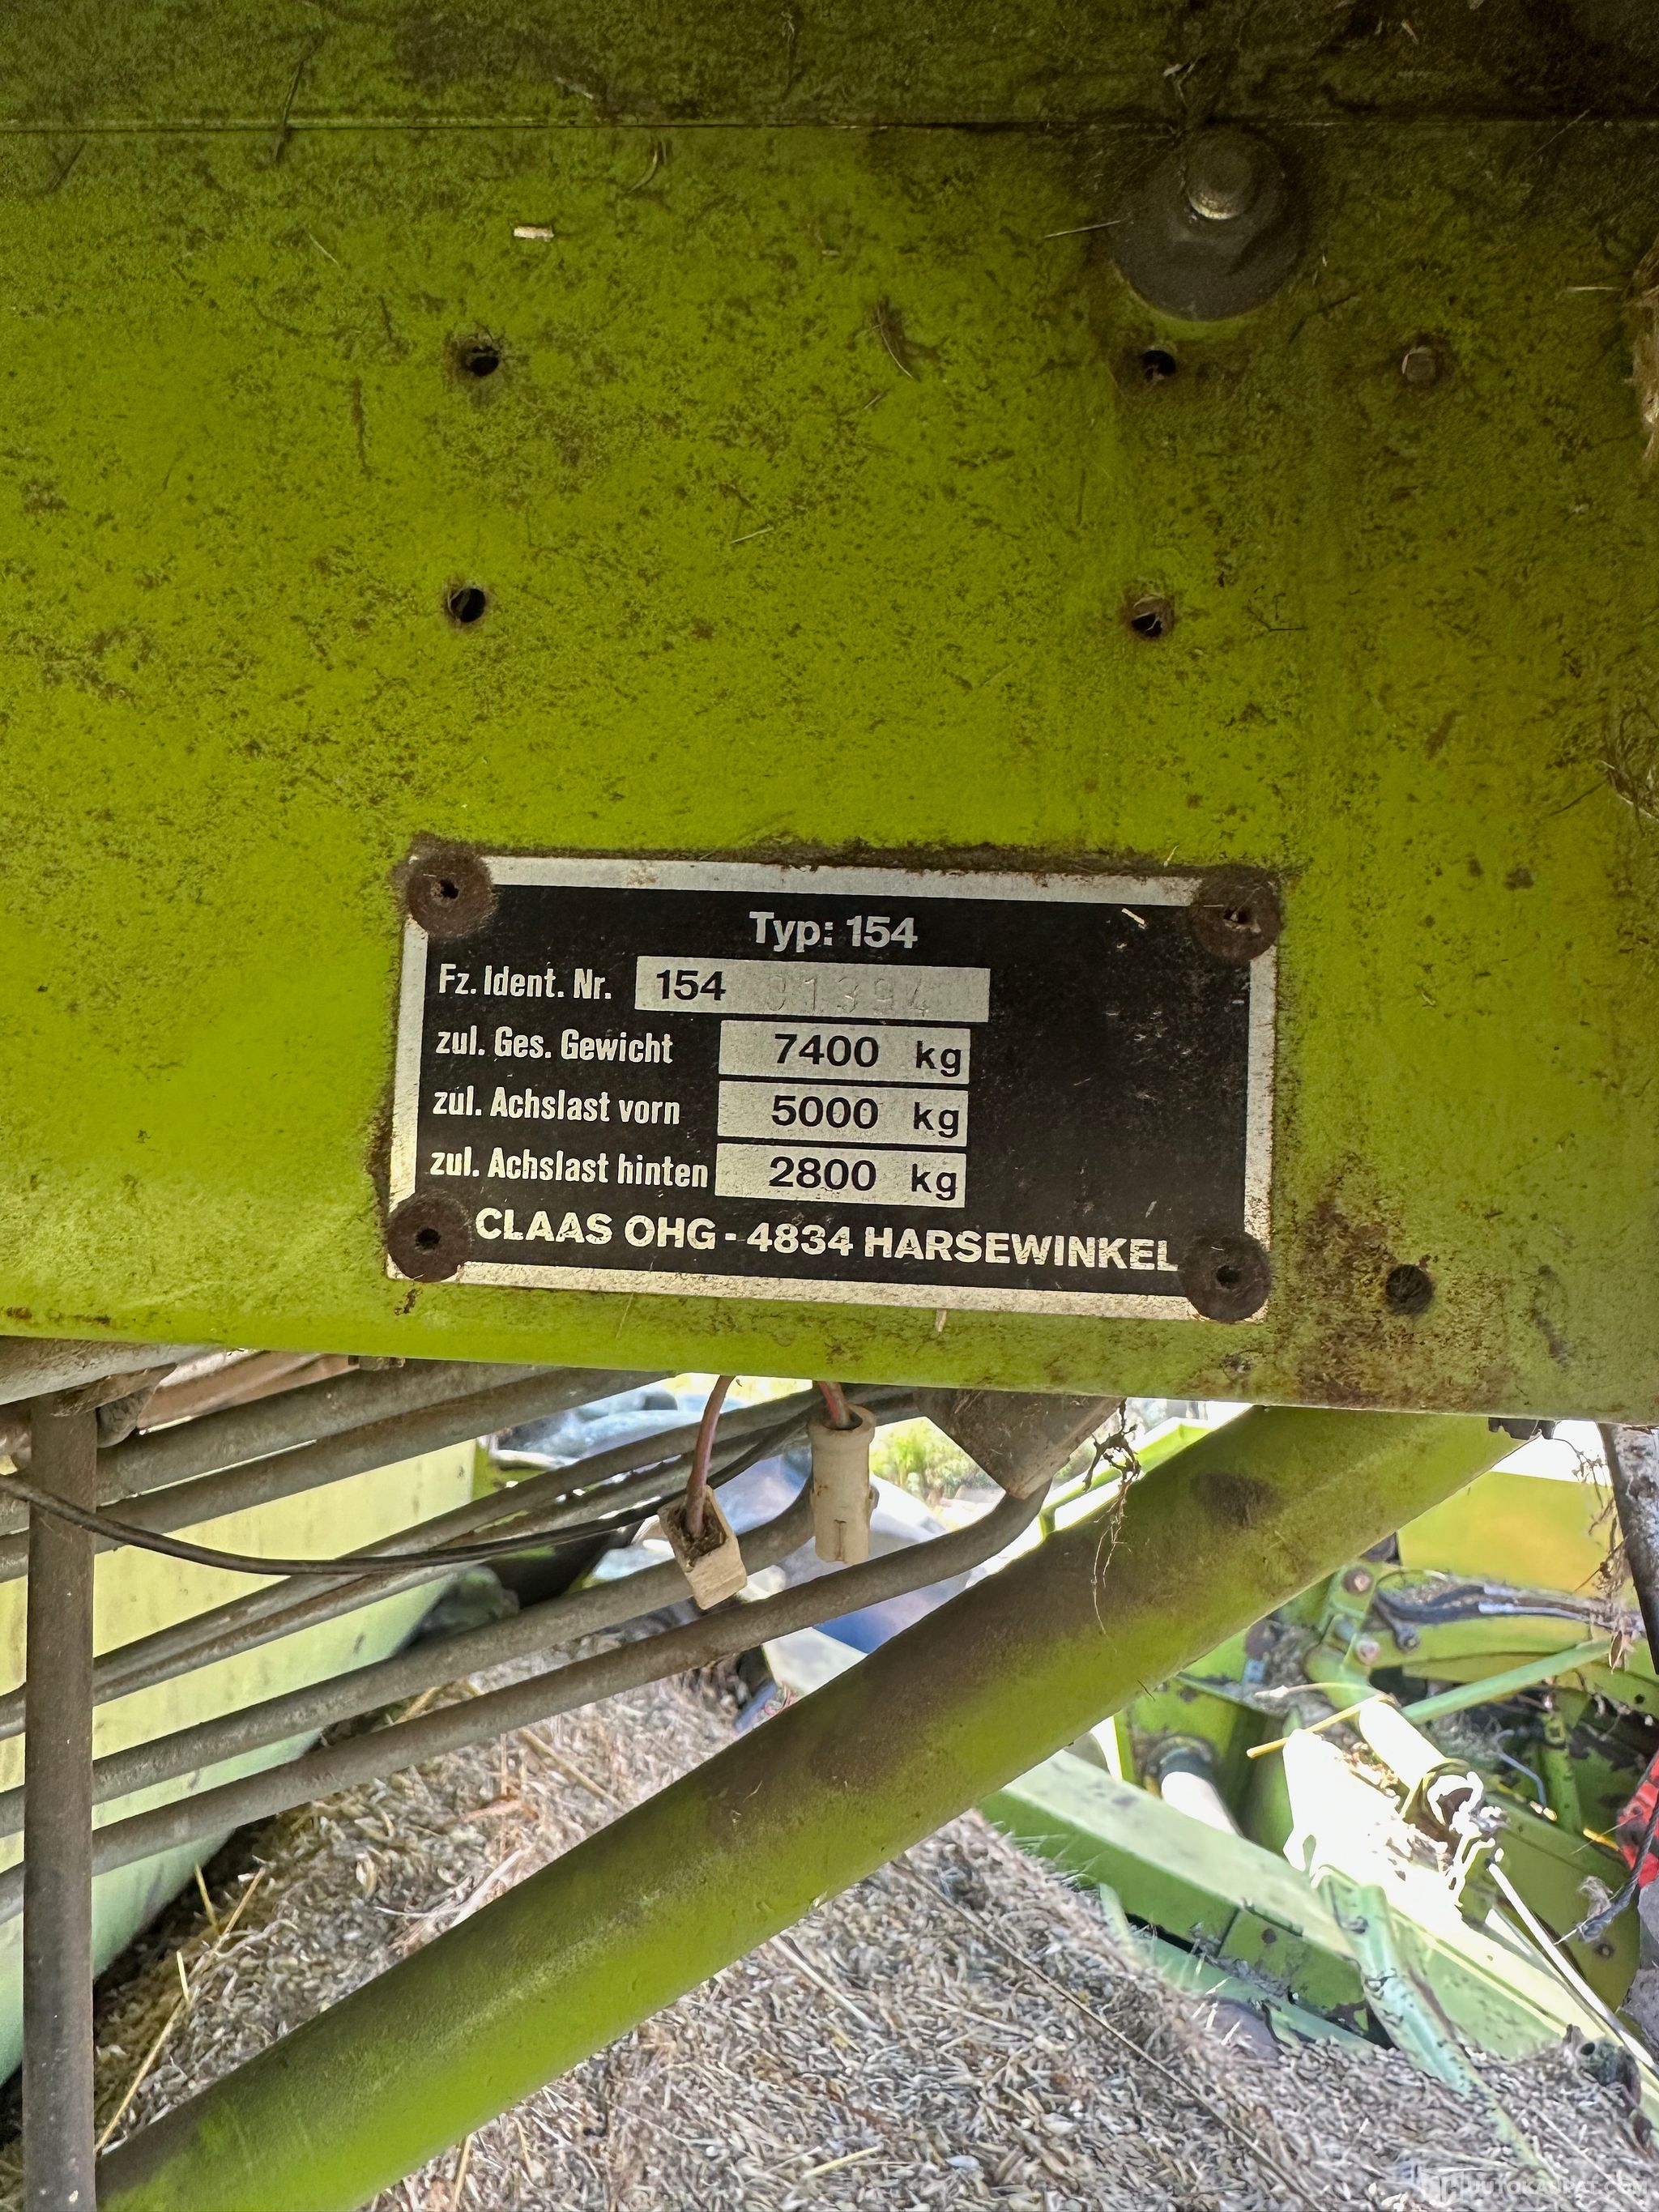 Typ: 154
Fz. Ident. Nr. 154 01394
zul. Ges. Gewicht 7400 kg
zul. Achslast vorn 5000 kg
zul. Achslast hinten 2800 kg
CLAAS OHG - 4834 HARSEWINKEL